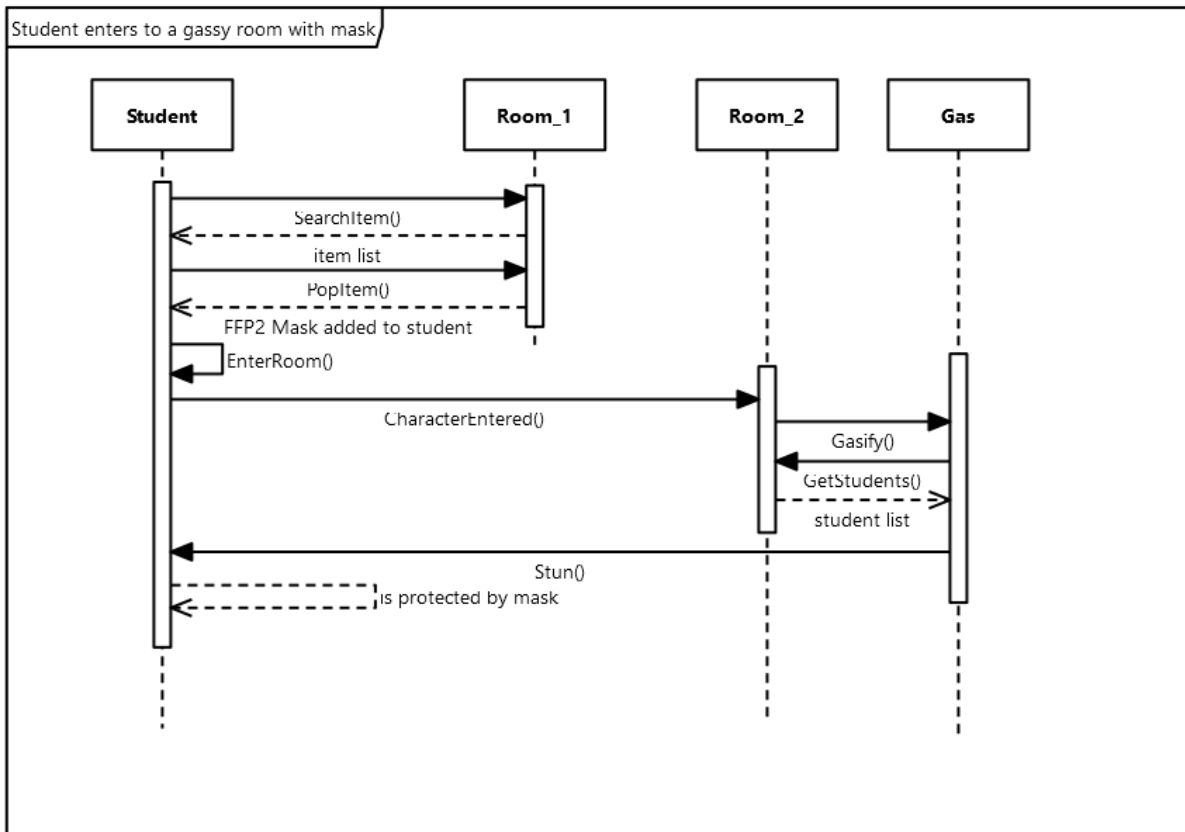 Student enters to a gassy room with mask
Student
Room_1
Room_2
Gas
SearchItem()
item list
PopItem()
FFP2 Mask added to student
EnterRoom()
CharacterEntered()
Gasify()
GetStudents()
student list
Stun()
is protected by mask